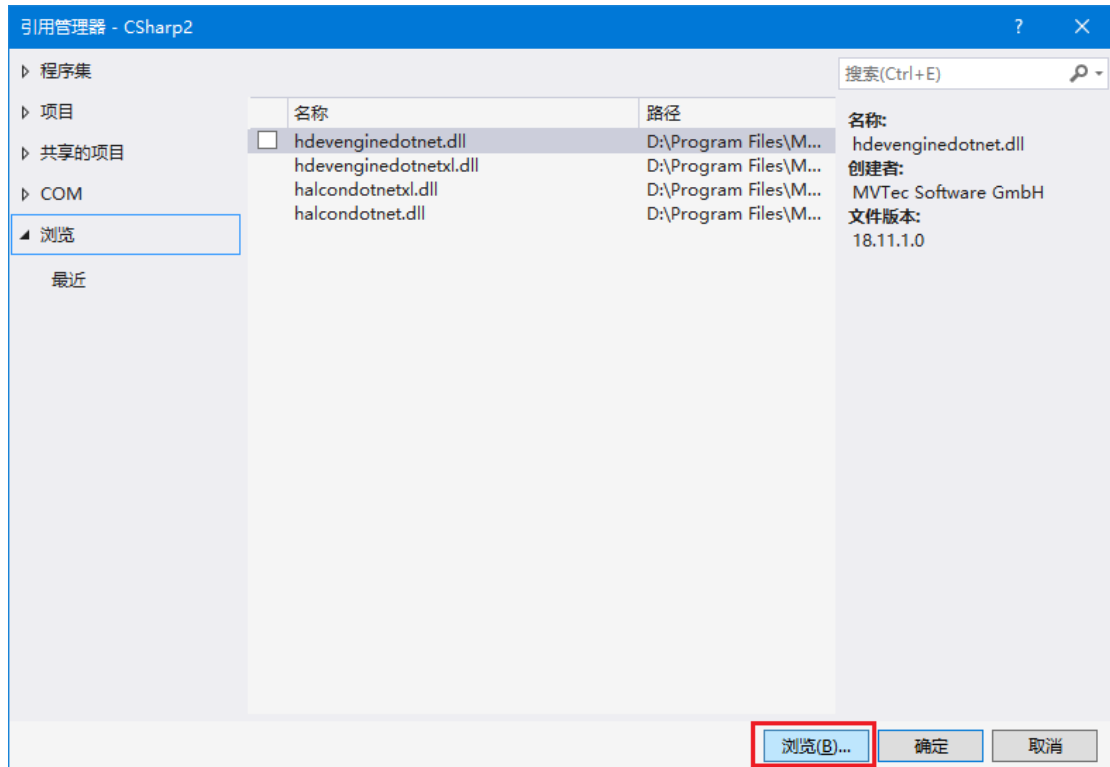 引用管理器 - CSharp2
?
程序集
项目
共享的项目
COM
浏览
最近
名称 路径
hdevenginedotnet.dll D:\Program Files\M...
hdevenginedotnetxl.dll D:\Program Files\M...
halcondotnetxl.dll D:\Program Files\M...
halcondotnet.dll D:\Program Files\M...
搜索(Ctrl+E)
名称:
hdevenginedotnet.dll
创建者:
MVTec Software GmbH
文件版本:
18.11.1.0
浏览(B)... 确定 取消